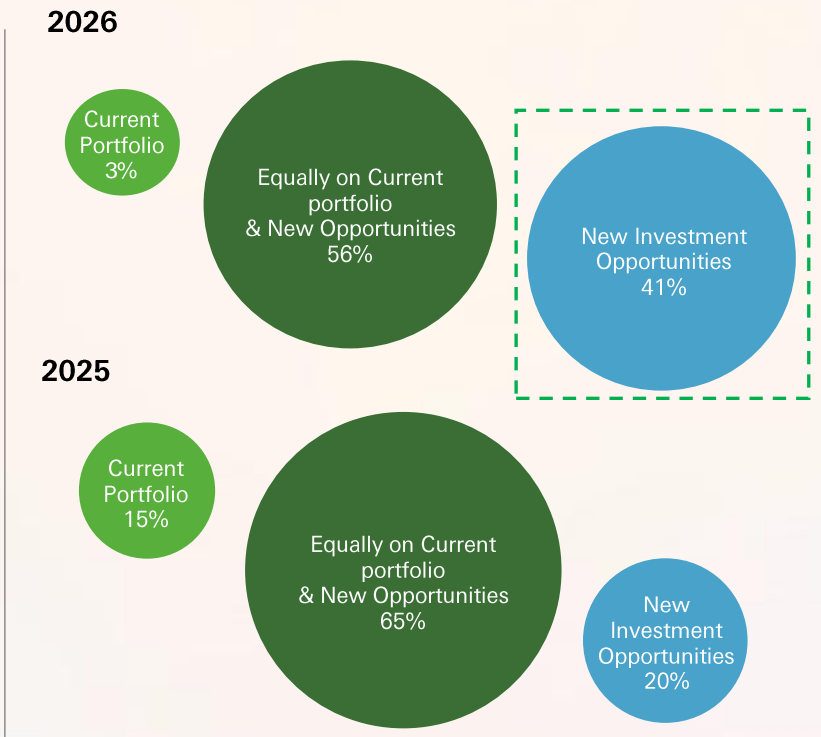 2026
Current
Portfolio
3%
Equally on Current
portfolio
& New Opportunities
56%
New Investment
Opportunities
41%
2025
Current
Portfolio
15%
Equally on Current
portfolio
& New Opportunities
65%
New
Investment
Opportunities
20%